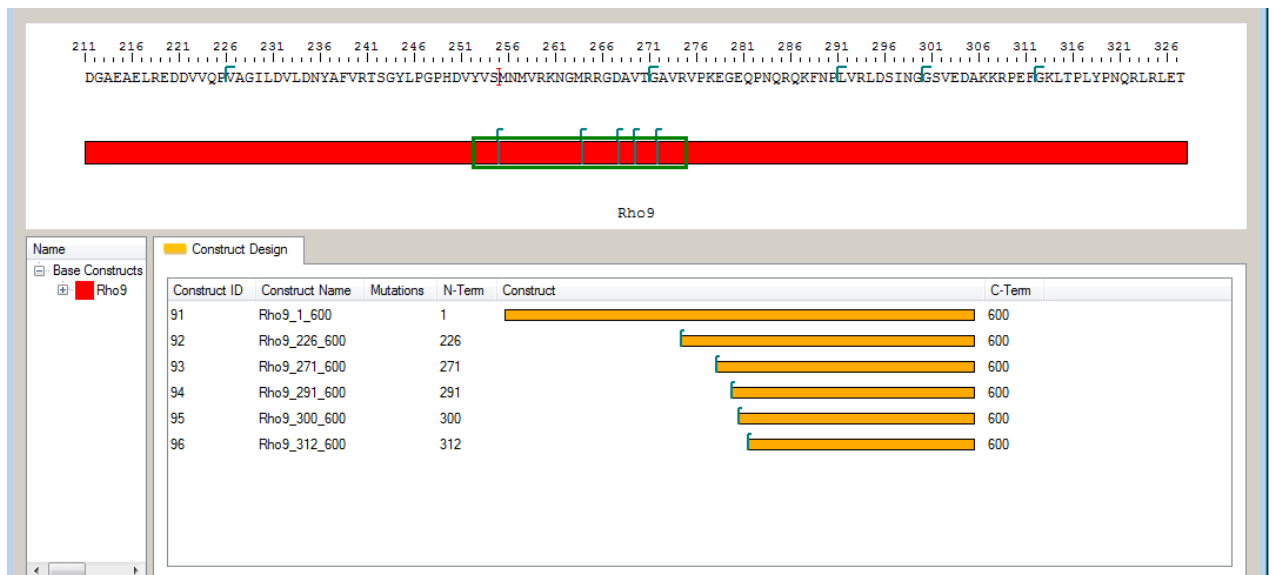 211 216 221 226 231 236 241 246 251 256 261 266 271 276 281 286 291 296 301 306 311 316 321 326
DGAEAELREDDVVQPVAGILDVLDNYAFVRTSGYLPGPHDVYVSMNMVRKNGMRRGDAVTGAVRVPKEGEQPNQRQKFNPLVRLDSINGGSVEDAKKRPEFGKLTPLYPNQRLRLET
Rho9
Name
Base Constructs
Rho9
Construct Design
Construct ID Construct Name Mutations N-Term Construct C-Term
91 Rho9_1_600 1 600
92 Rho9_226_600 226 600
93 Rho9_271_600 271 600
94 Rho9_291_600 291 600
95 Rho9_300_600 300 600
96 Rho9_312_600 312 600